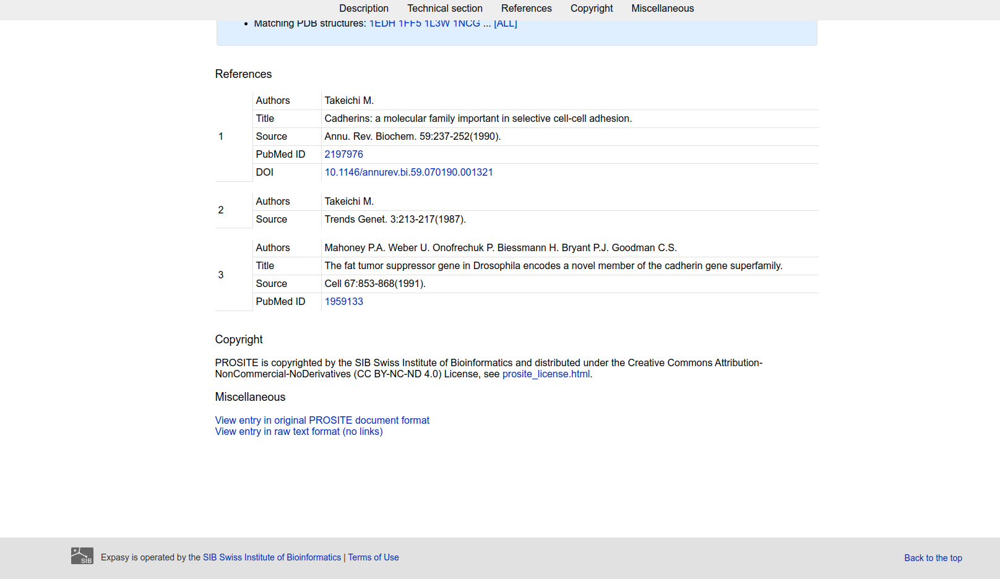 Description Technical section References Copyright Miscellaneous
• Matching PDB structures: 1EDH 1FF5 1L3W 1NCG ... [ALL]
References
1
Authors Takeichi M.
Title Cadherins: a molecular family important in selective cell-cell adhesion.
Source Annu. Rev. Biochem. 59:237-252(1990).
PubMed ID 2197976
DOI 10.1146/annurev.bi.59.070190.001321
2
Authors Takeichi M.
Source Trends Genet. 3:213-217(1987).
3
Authors Mahoney P.A. Weber U. Onofrechuk P. Biessmann H. Bryant P.J. Goodman C.S.
Title The fat tumor suppressor gene in Drosophila encodes a novel member of the cadherin gene superfamily.
Source Cell 67:853-868(1991).
PubMed ID 1959133
Copyright
PROSITE is copyrighted by the SIB Swiss Institute of Bioinformatics and distributed under the Creative Commons Attribution-
NonCommercial-NoDerivatives (CC BY-NC-ND 4.0) License, see prosite_license.html.
Miscellaneous
View entry in original PROSITE document format
View entry in raw text format (no links)
SIB
Expasy is operated by the SIB Swiss Institute of Bioinformatics | Terms of Use
Back to the top